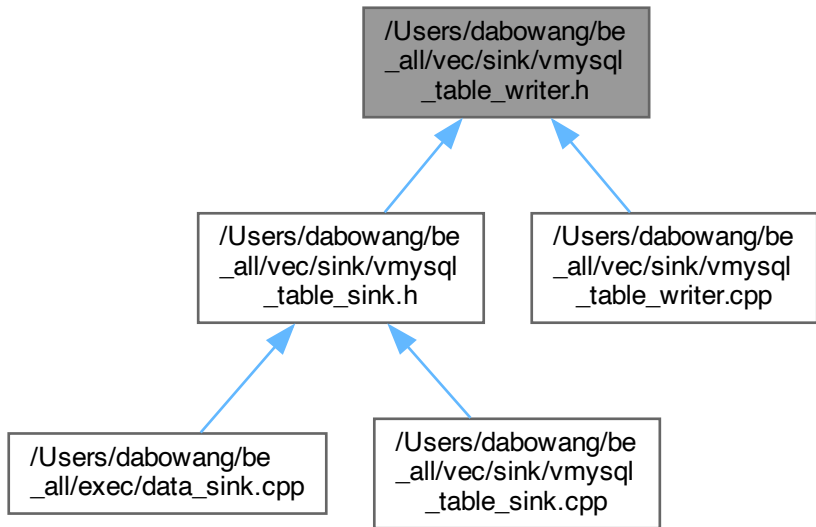 /Users/dabowang/be
_all/vec/sink/vmysql
_table_writer.h
/Users/dabowang/be
_all/vec/sink/vmysql
_table_sink.h
/Users/dabowang/be
_all/vec/sink/vmysql
_table_writer.cpp
/Users/dabowang/be
_all/exec/data_sink.cpp
/Users/dabowang/be
_all/vec/sink/vmysql
_table_sink.cpp